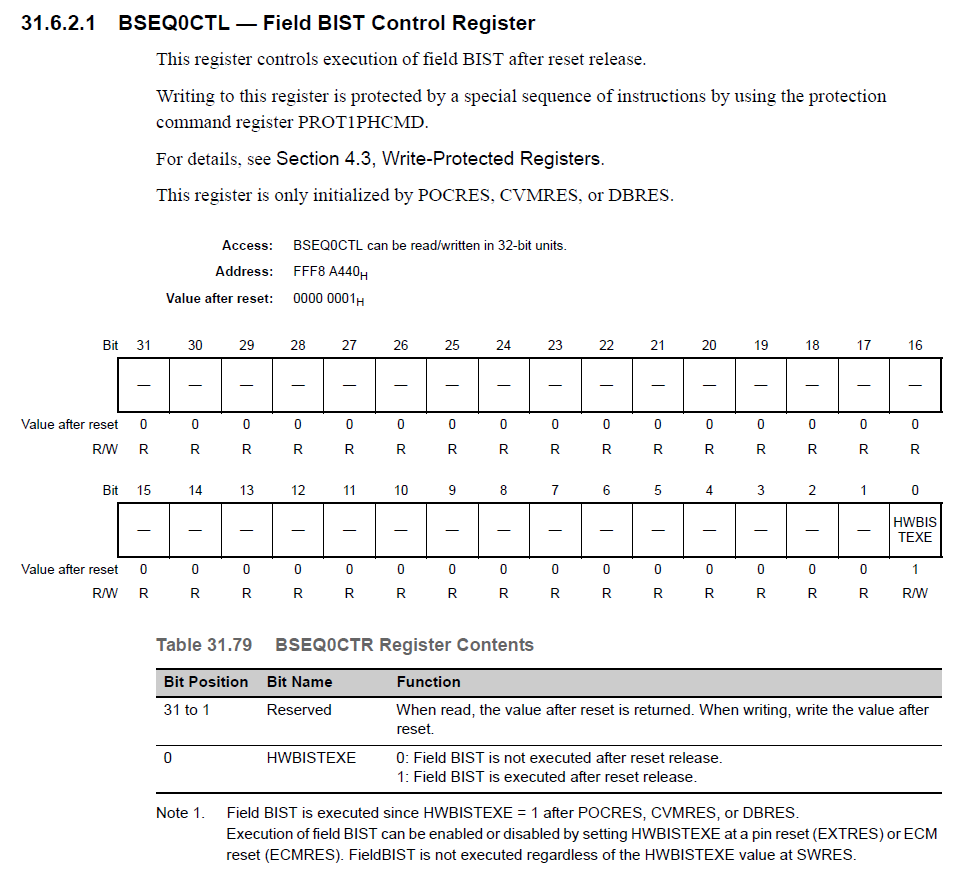 31.6.2.1 BSEQ0CTL — Field BIST Control Register
This register controls execution of field BIST after reset release.
Writing to this register is protected by a special sequence of instructions by using the protection
command register PROT1PHCMD.
For details, see Section 4.3, Write-Protected Registers.
This register is only initialized by POCRES, CVMRES, or DBRES.
Access: BSEQ0CTL can be read/written in 32-bit units.
Address: FFF8 A440H
Value after reset: 0000 0001H
Bit 31 30 29 28 27 26 25 24 23 22 21 20 19 18 17 16
— — — — — — — — — — — — — — — —
Value after reset 0 0 0 0 0 0 0 0 0 0 0 0 0 0 0 0
R/W R R R R R R R R R R R R R R R R
Bit 15 14 13 12 11 10 9 8 7 6 5 4 3 2 1 0
— — — — — — — — — — — — — — — HWBIS
TEXE
Value after reset 0 0 0 0 0 0 0 0 0 0 0 0 0 0 0 1
R/W R R R R R R R R R R R R R R R R/W
Table 31.79 BSEQ0CTR Register Contents
Bit Position Bit Name Function
31 to 1 Reserved When read, the value after reset is returned. When writing, write the value after
reset.
0 HWBISTEXE 0: Field BIST is not executed after reset release.
1: Field BIST is executed after reset release.
Note 1. Field BIST is executed since HWBISTEXE = 1 after POCRES, CVMRES, or DBRES.
Execution of field BIST can be enabled or disabled by setting HWBISTEXE at a pin reset (EXTRES) or ECM
reset (ECMRES). FieldBIST is not executed regardless of the HWBISTEXE value at SWRES.